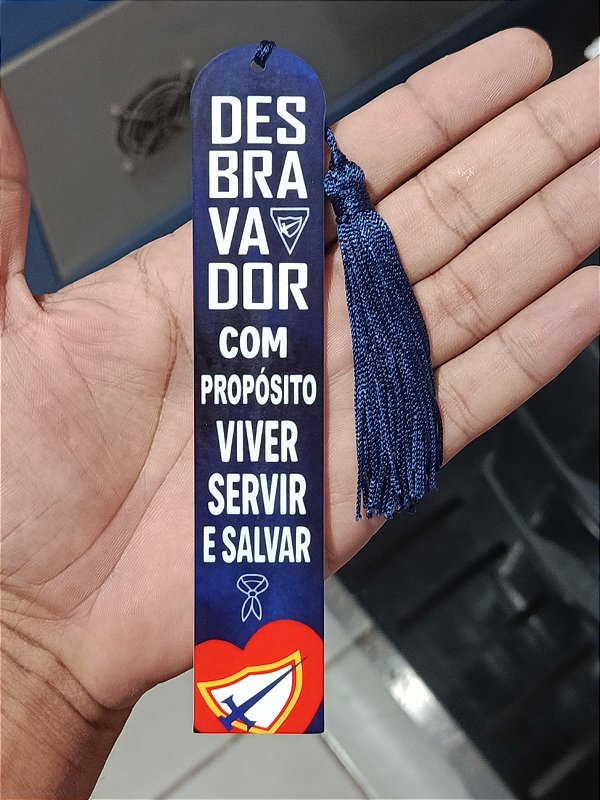 DES
BRA
VA
DOR
COM
PROPÓSITO
VIVER
SERVIR
E SALVAR